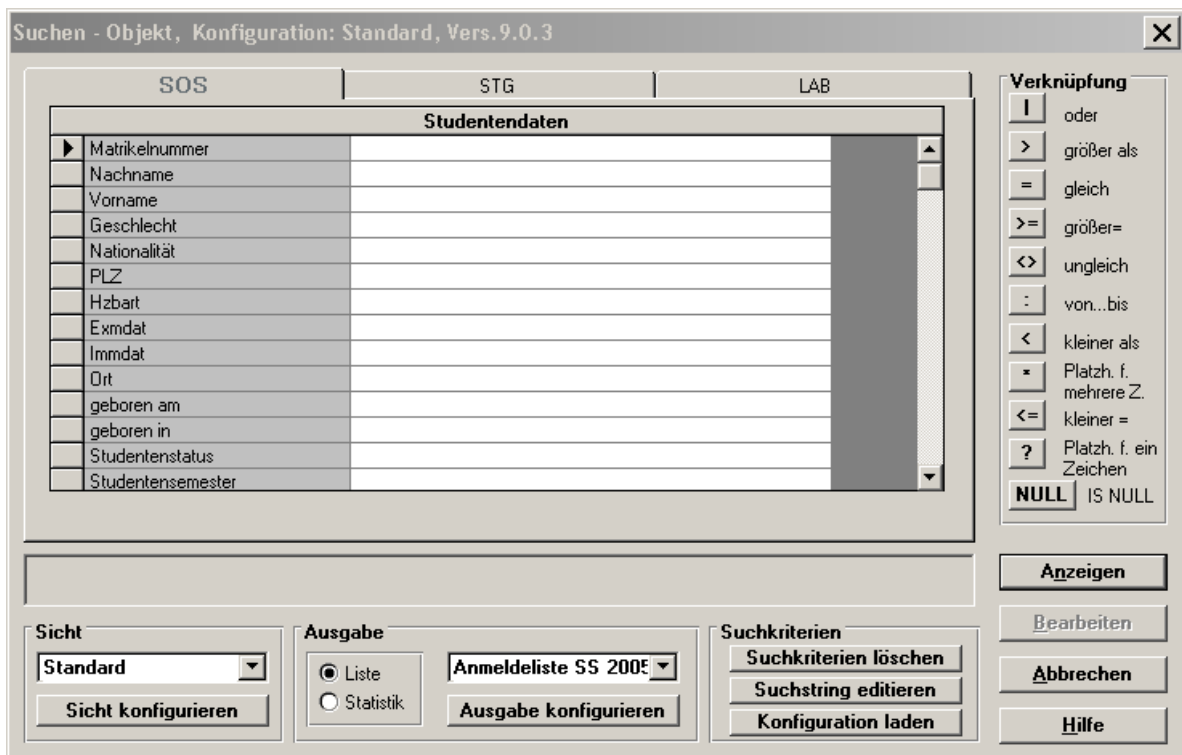 Suchen - Objekt, Konfiguration: Standard, Vers.9.0.3
SOS STG LAB
Studentendaten
Matrikelnummer
Nachname
Vorname
Geschlecht
Nationalität
PLZ
Hzbart
Exmdat
Immdat
Ort
geboren am
geboren in
Studentenstatus
Studentensemester
Verknüpfung
| oder
> größer als
= gleich
>= größer=
<> ungleich
: von...bis
< kleiner als
* Platzh. f.
mehrere Z.
<= kleiner =
? Platzh. f. ein
Zeichen
NULL IS NULL
Anzeigen
Bearbeiten
Abbrechen
Hilfe
Sicht
Standard
Sicht konfigurieren
Ausgabe
Liste
Statistik
Anmeldeliste SS 2005
Ausgabe konfigurieren
Suchkriterien
Suchkriterien löschen
Suchstring editieren
Konfiguration laden